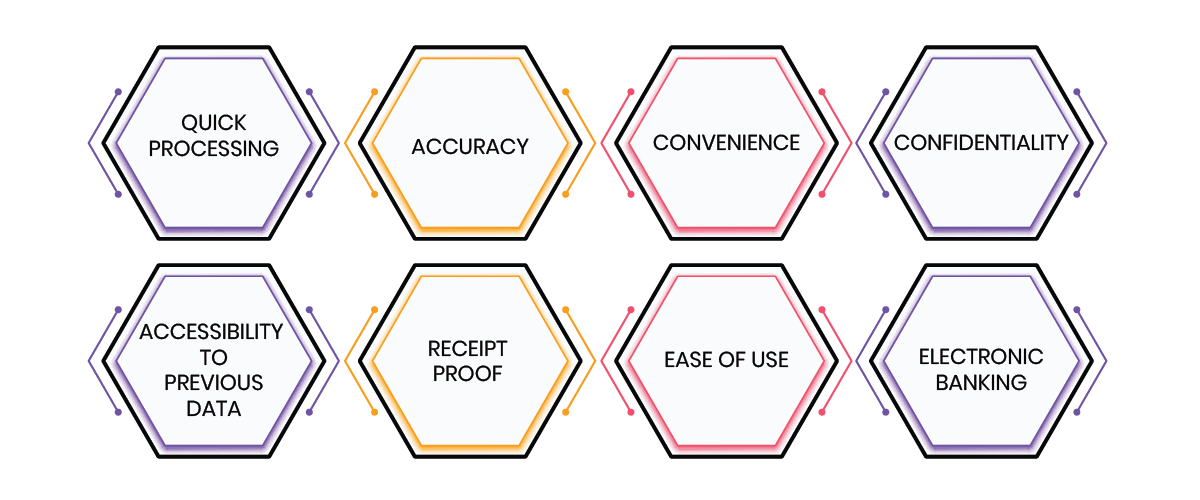 QUICK
PROCESSING
ACCURACY
CONVENIENCE
CONFIDENTIALITY
ACCESSIBILITY
TO
PREVIOUS
DATA
RECEIPT
PROOF
EASE OF USE
ELECTRONIC
BANKING